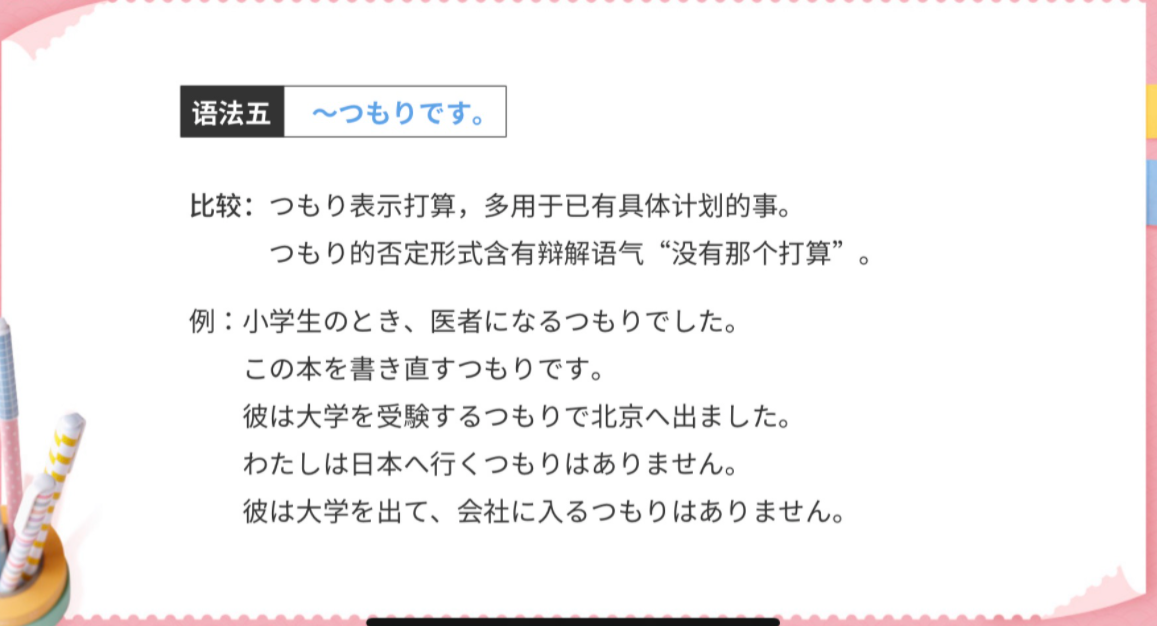 语法五 ～つもりです。
比较：つもり表示打算，多用于已有具体计划的事。
つもり的否定形式含有辩解语气“没有那个打算”。
例：小学生のとき、医者になるつもりでした。
この本を書き直すつもりです。
彼は大学を受験するつもりで北京へ出ました。
わたしは日本へ行くつもりはありません。
彼は大学を出て、会社に入るつもりはありません。